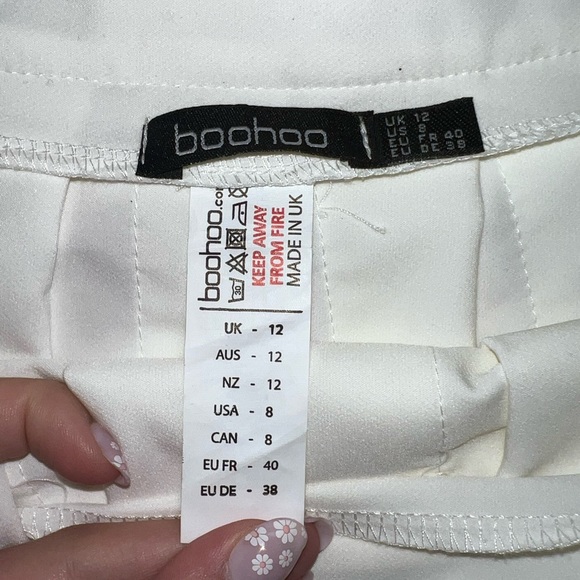 boohoo
UK 12
US 8
EU FR 40
EU DE 38
boohoo.com
30
KEEP AWAY
FROM FIRE
MADE IN UK
UK - 12
AUS - 12
NZ - 12
USA - 8
CAN - 8
EU FR - 40
EU DE - 38